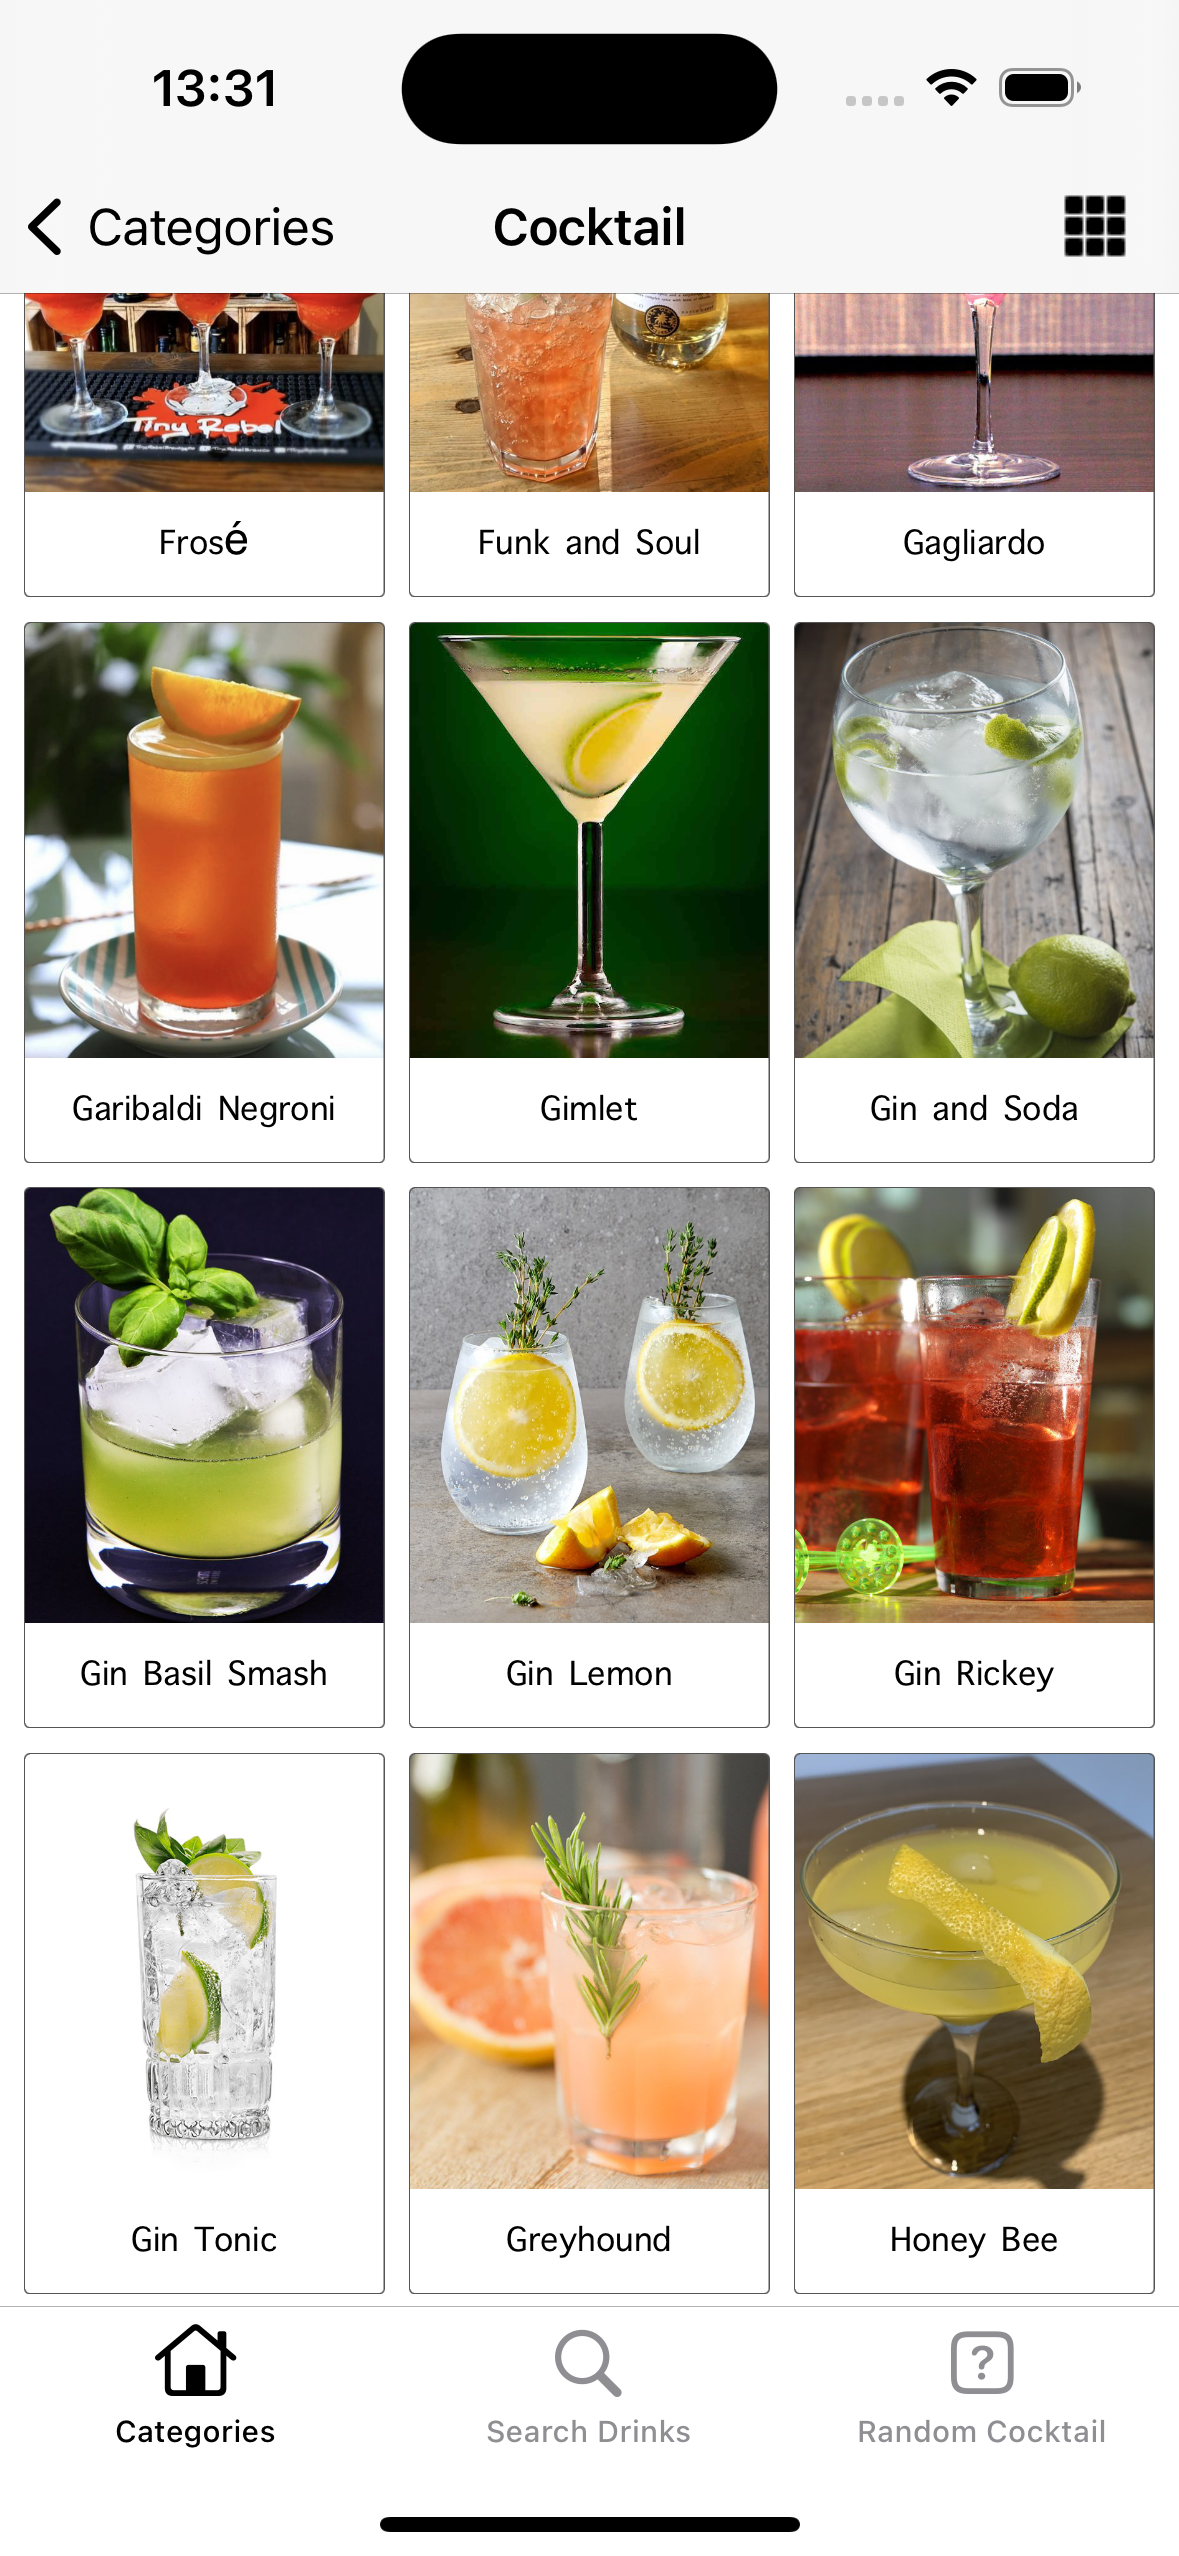 13:31
Categories
Cocktail
Tiny Rebel
Frosé
Funk and Soul
Gagliardo
Garibaldi Negroni
Gimlet
Gin and Soda
Gin Basil Smash
Gin Lemon
Gin Rickey
Gin Tonic
Greyhound
Honey Bee
?
Categories
Search Drinks
Random Cocktail